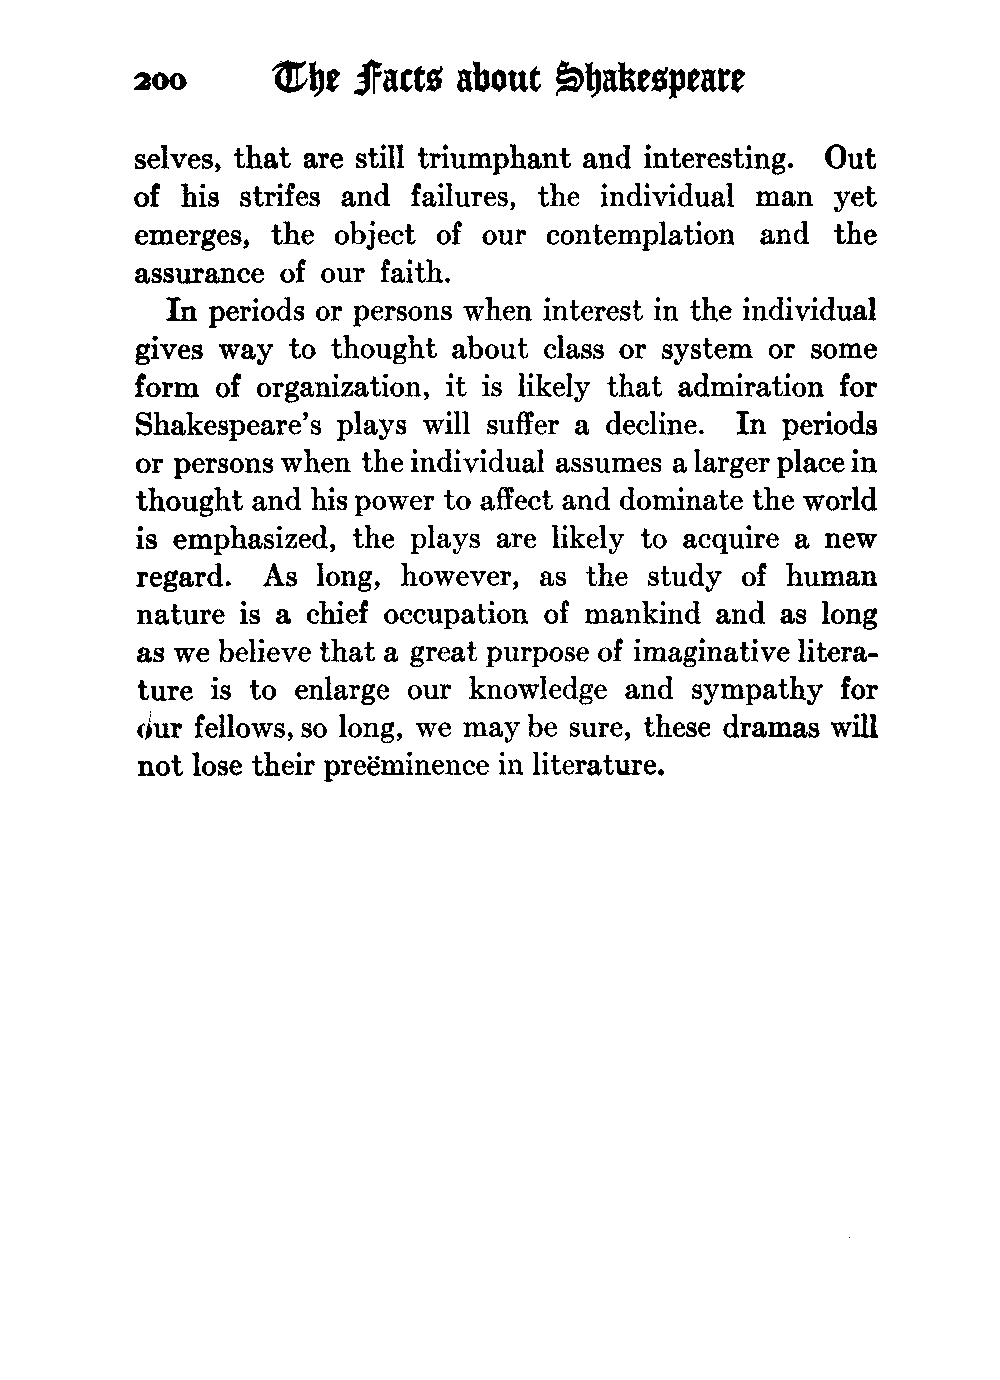 200 The Facts about Shakespeare
selves, that are still triumphant and interesting. Out
of his strifes and failures, the individual man yet
emerges, the object of our contemplation and the
assurance of our faith.
In periods or persons when interest in the individual
gives way to thought about class or system or some
form of organization, it is likely that admiration for
Shakespeare's plays will suffer a decline. In periods
or persons when the individual assumes a larger place in
thought and his power to affect and dominate the world
is emphasized, the plays are likely to acquire a new
regard. As long, however, as the study of human
nature is a chief occupation of mankind and as long
as we believe that a great purpose of imaginative litera-
ture is to enlarge our knowledge and sympathy for
our fellows, so long, we may be sure, these dramas will
not lose their preëminence in literature.